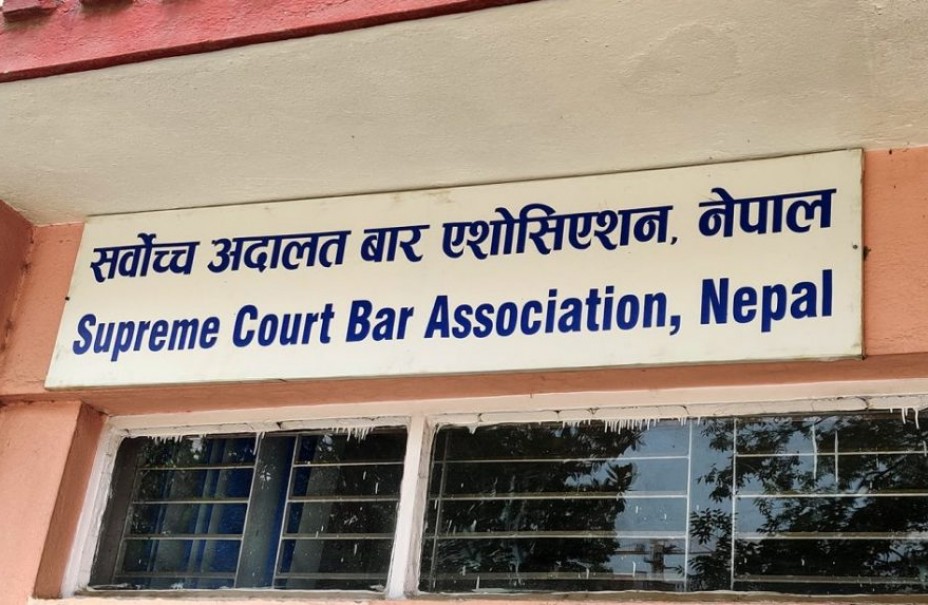 सर्वोच्च अदालत बार एशोसिएशन, नेपाल
Supreme Court Bar Association, Nepal